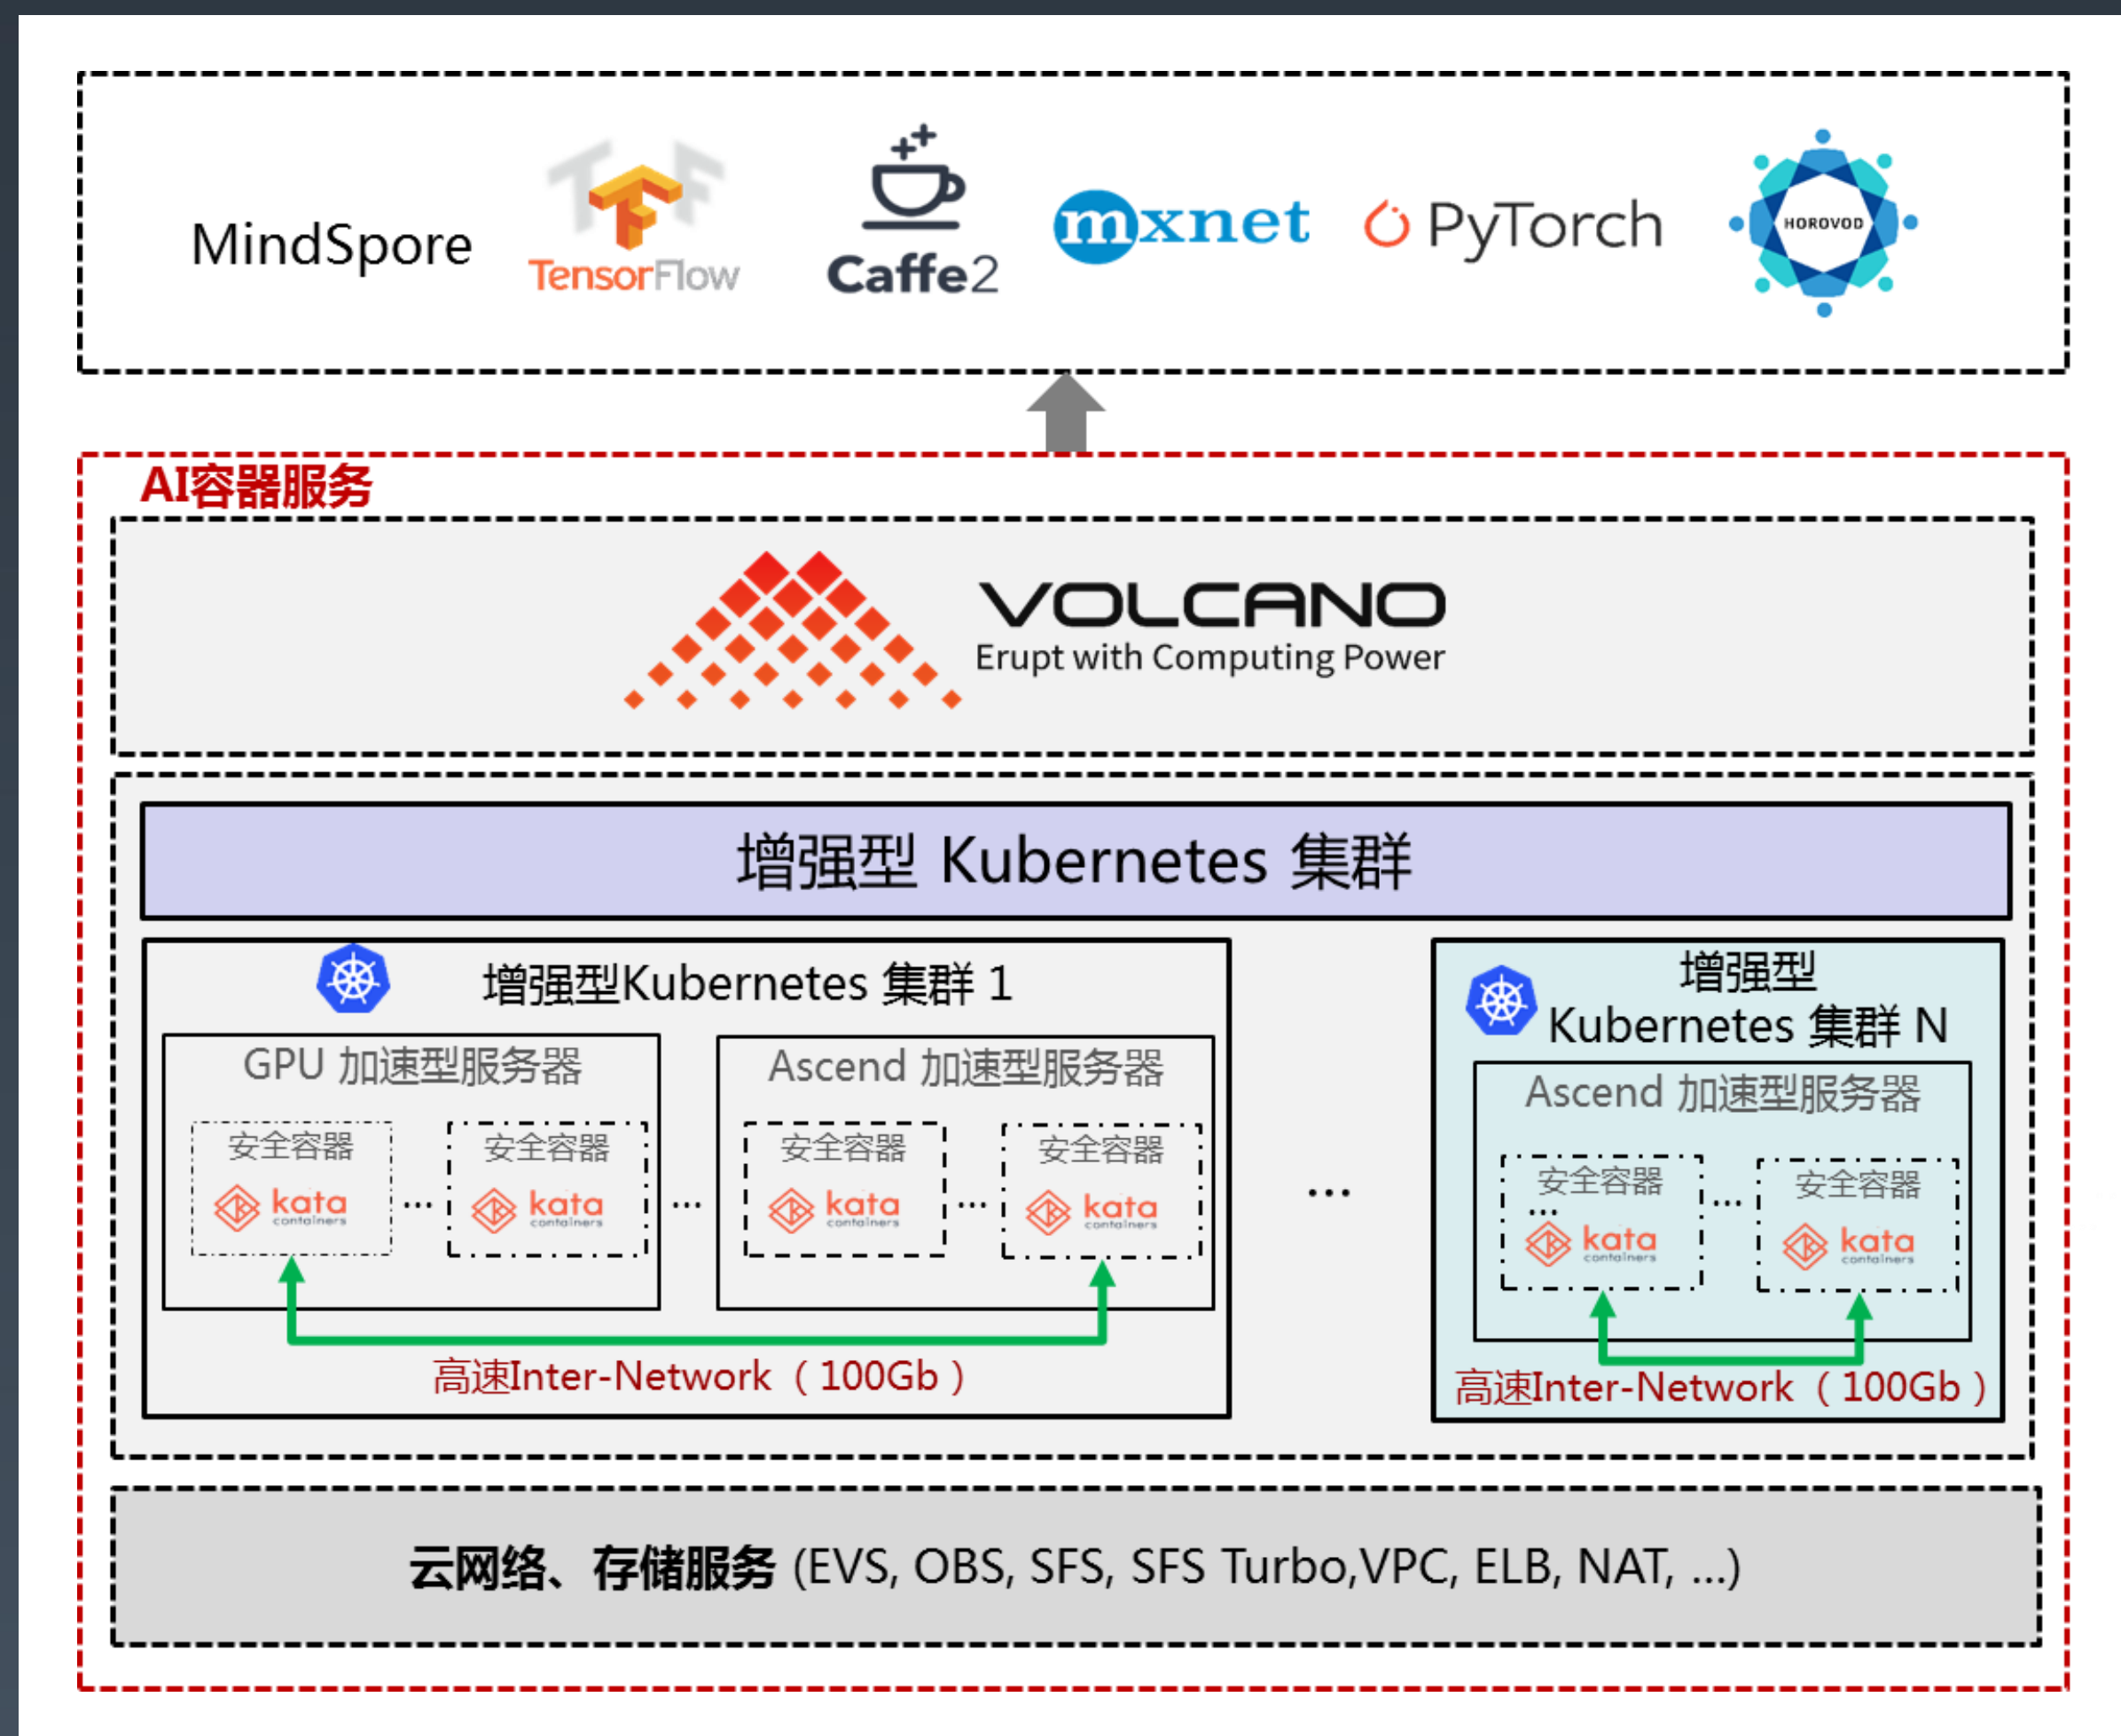 MindSpore
TensorFlow
Caffe2
mxnet
PyTorch
HOROVOD
AI容器服务
VOLCANO
Erupt with Computing Power
增强型 Kubernetes 集群
增强型Kubernetes 集群 1
GPU 加速型服务器
安全容器
kata
containers
...
安全容器
kata
containers
...
Ascend 加速型服务器
安全容器
kata
containers
...
安全容器
kata
containers
高速Inter-Network（100Gb）
...
增强型
Kubernetes 集群 N
Ascend 加速型服务器
安全容器
...
kata
containers
...
安全容器
kata
containers
高速Inter-Network（100Gb）
云网络、存储服务 (EVS, OBS, SFS, SFS Turbo,VPC, ELB, NAT, ...)